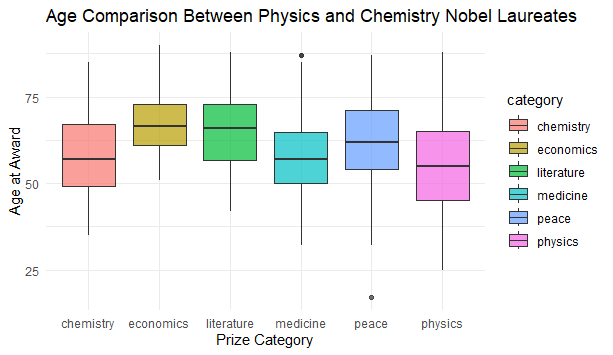 Age Comparison Between Physics and Chemistry Nobel Laureates
Age at Award
75
50
25
chemistry economics literature medicine peace physics
Prize Category
category
chemistry
economics
literature
medicine
peace
physics